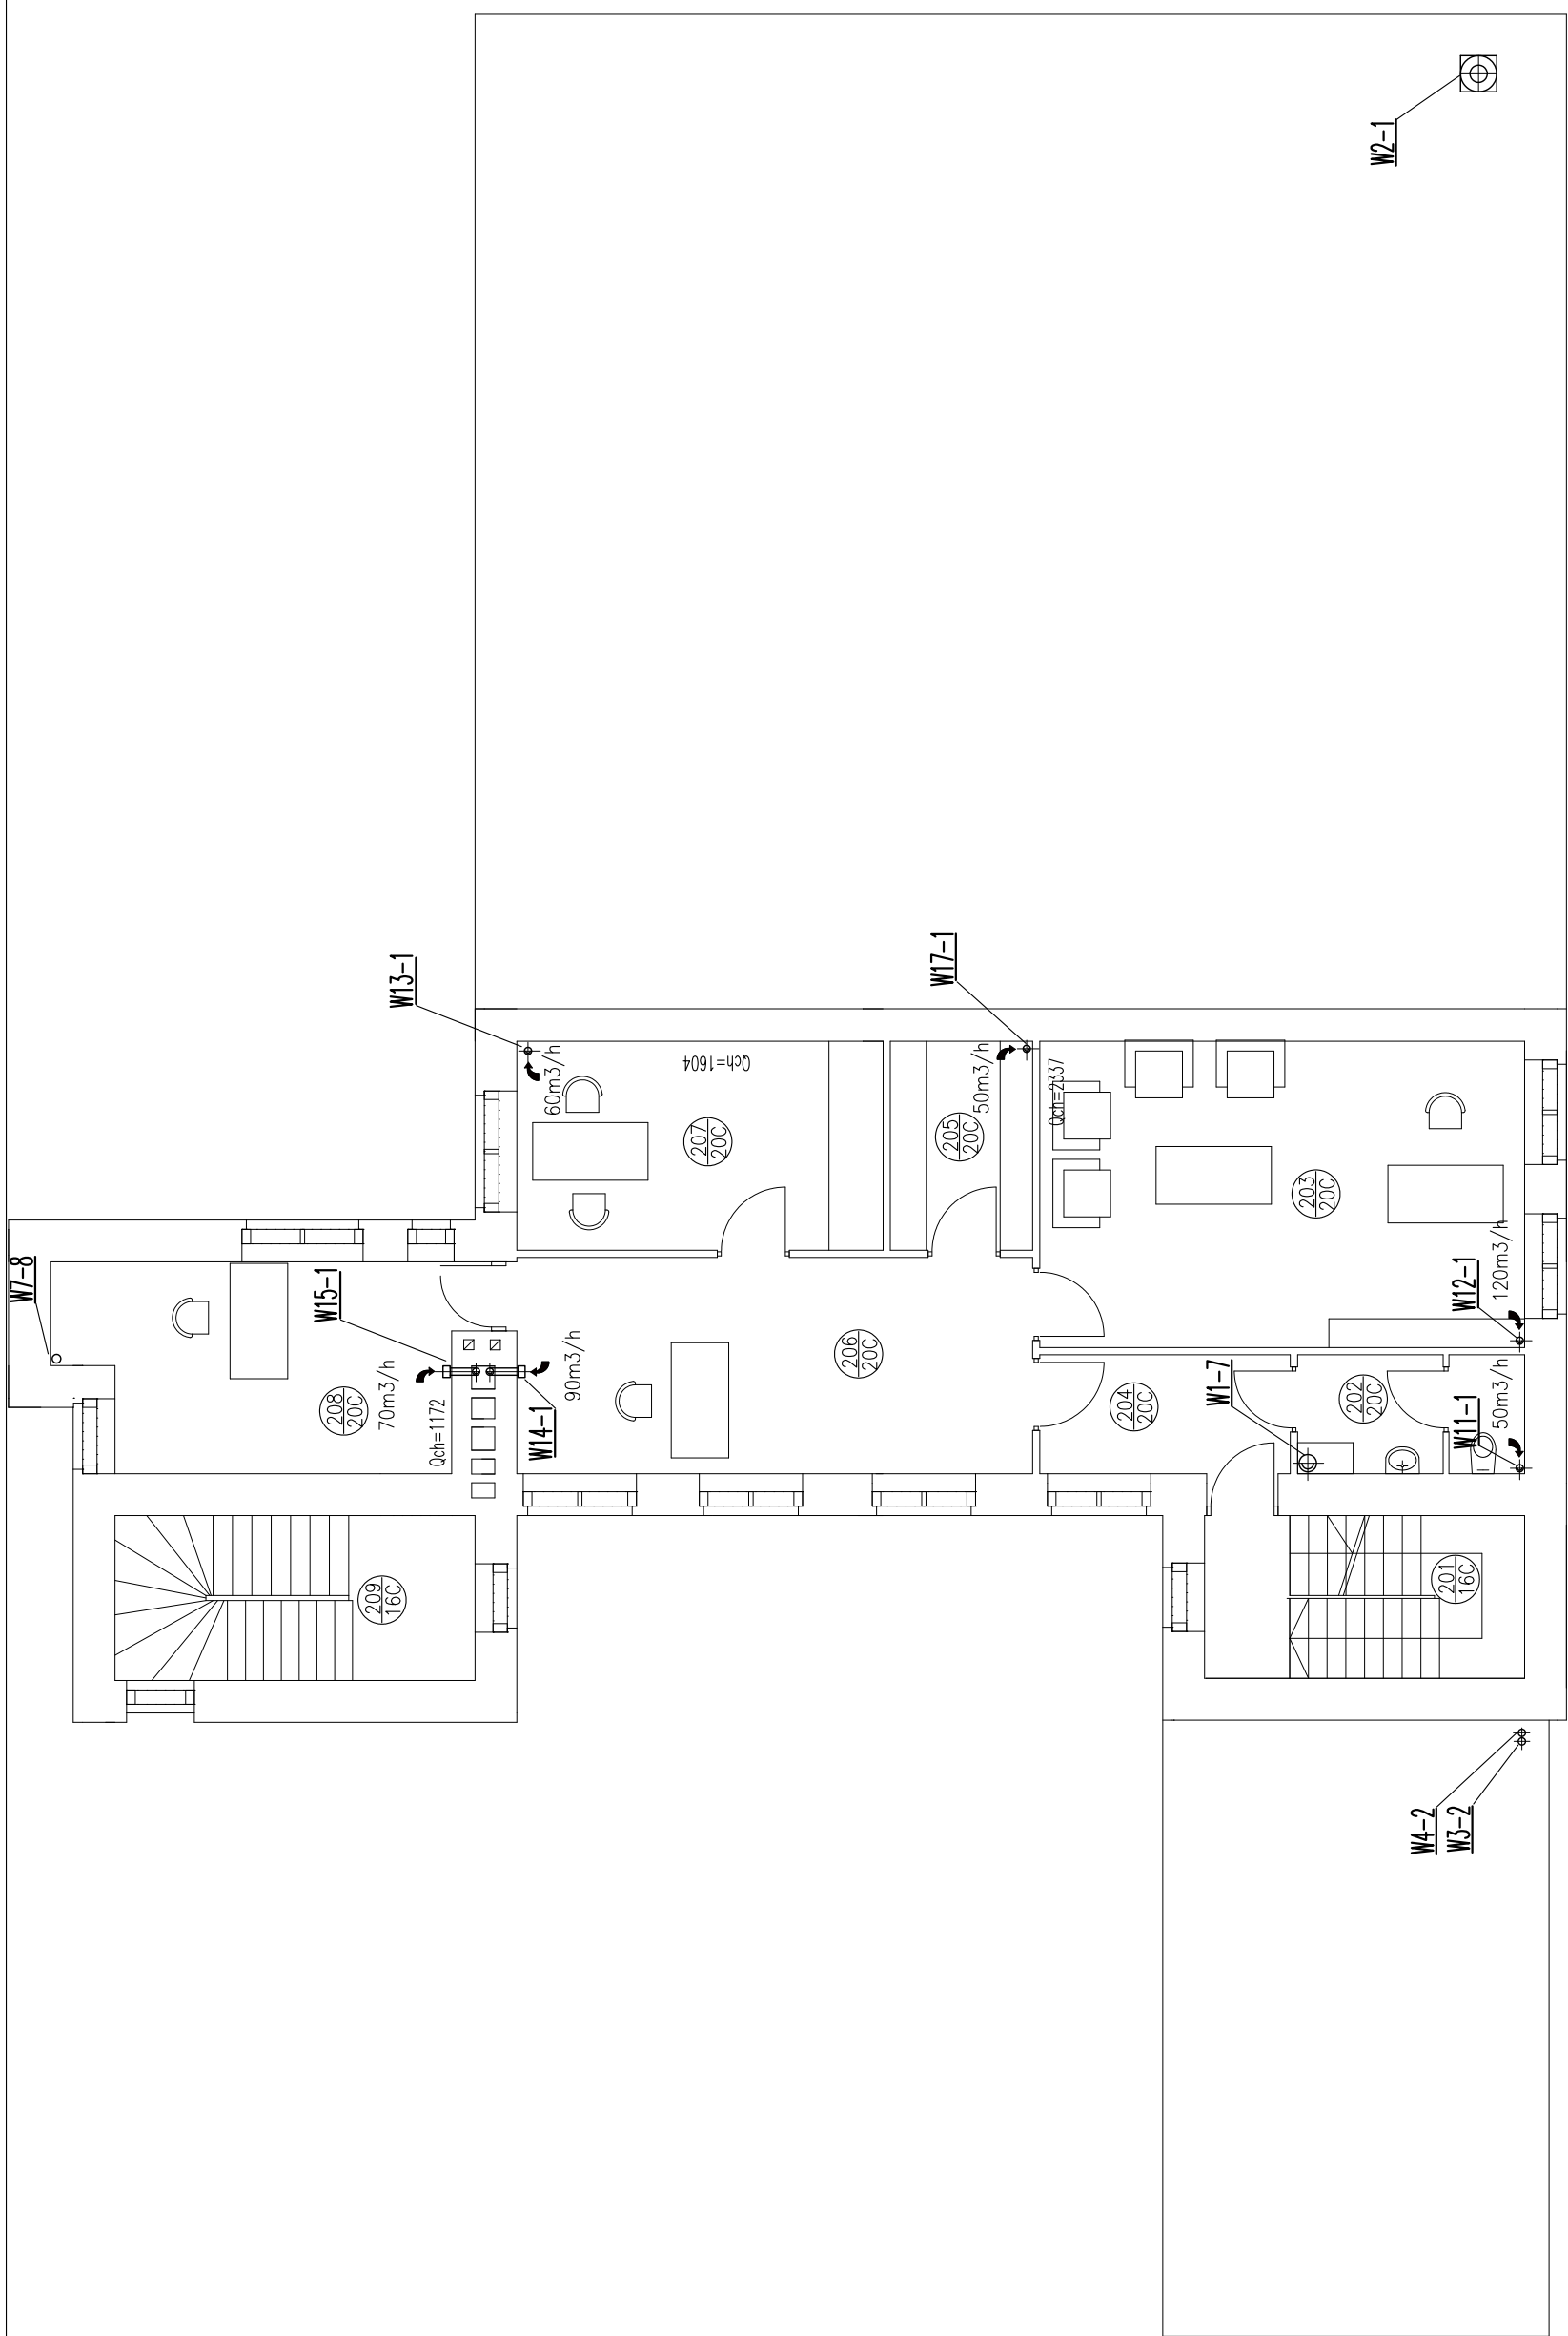 W2-1
W13-1
W17-1
60m3/h
Qch=1604
50m3/h
Qch=2337
207
20C
205
20C
203
20C
W7-8
W15-1
W12-1
120m3/h
70m3/h
208
20C
Qch=1172
90m3/h
W14-1
206
20C
204
20C
W1-7
202
20C
W11-1
50m3/h
209
16C
201
16C
W4-2
W3-2